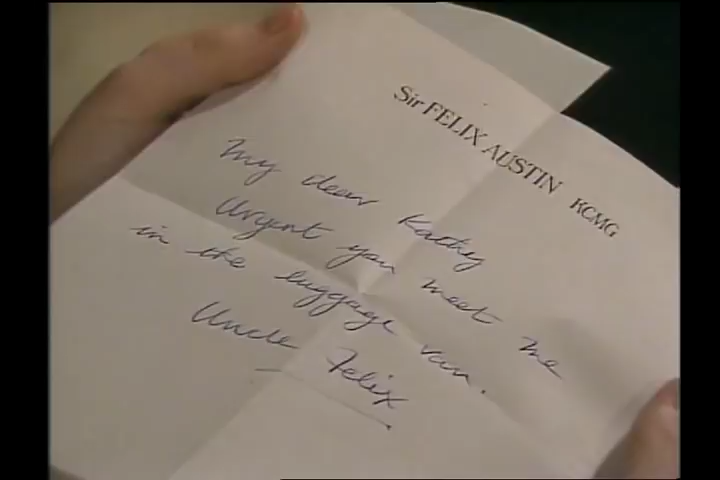 Sir FELIX AUSTIN KCMG
My dear Kathy
Urgent you meet me
in the luggage van.
Uncle Felix